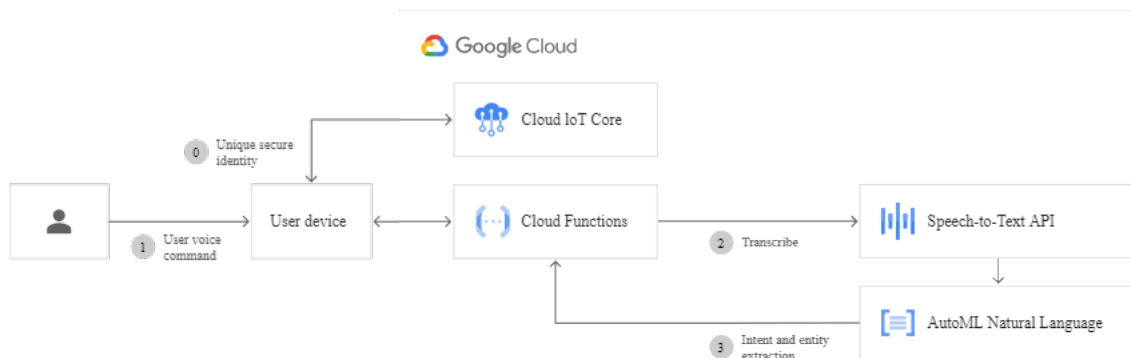 Google Cloud
Cloud IoT Core
0
Unique secure
identity
User device
Cloud Functions
Speech-to-Text API
1
User voice
command
2
Transcribe
AutoML Natural Language
3
Intent and entity
extraction